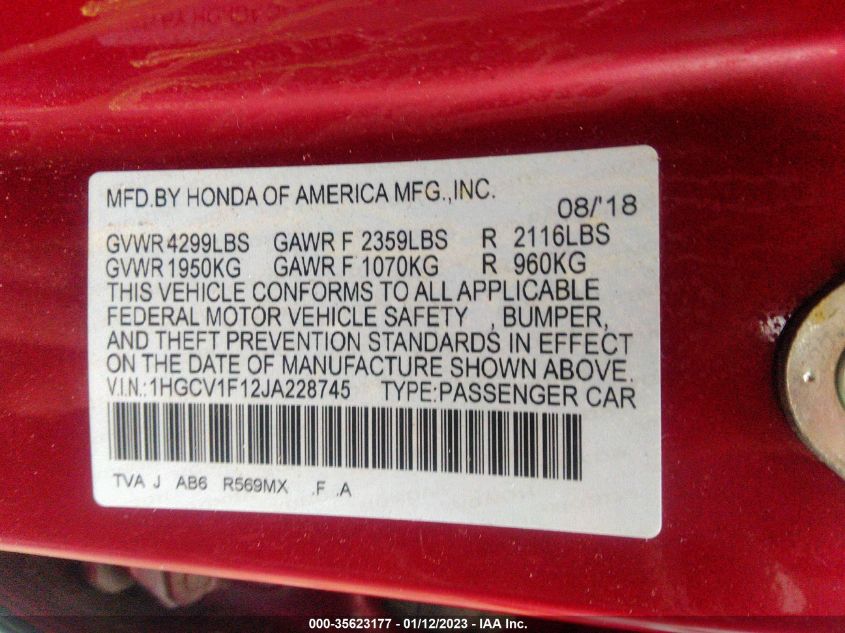 MFD.BY HONDA OF AMERICA MFG.,INC.
08/'18
GVWR 4299LBS GAWR F 2359LBS R 2116LBS
GVWR 1950KG GAWR F 1070KG R 960KG
THIS VEHICLE CONFORMS TO ALL APPLICABLE
FEDERAL MOTOR VEHICLE SAFETY , BUMPER,
AND THEFT PREVENTION STANDARDS IN EFFECT
ON THE DATE OF MANUFACTURE SHOWN ABOVE.
V.I.N.: 1HGCV1F12JA228745 TYPE:PASSENGER CAR
TVA J AB6 R569MX .F .A
000-35623177 - 01/12/2023 - IAA Inc.